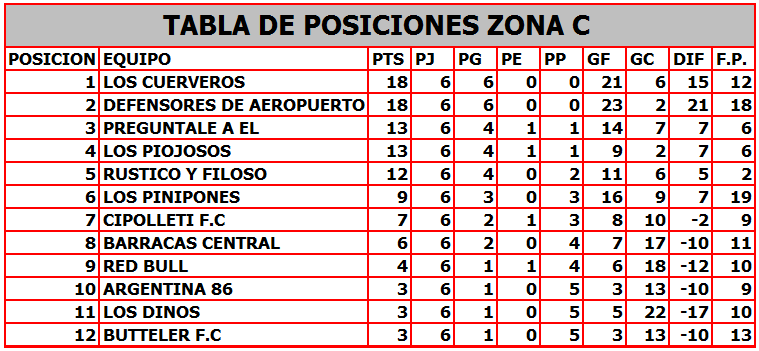 TABLA DE POSICIONES ZONA C
POSICION EQUIPO PTS PJ PG PE PP GF GC DIF F.P.
1 LOS CUERVEROS 18 6 6 0 0 21 6 15 12
2 DEFENSORES DE AEROPUERTO 18 6 6 0 0 23 2 21 18
3 PREGUNTALE A EL 13 6 4 1 1 14 7 7 6
4 LOS PIOJOSOS 13 6 4 1 1 9 2 7 6
5 RUSTICO Y FILOSO 12 6 4 0 2 11 6 5 2
6 LOS PINIPONES 9 6 3 0 3 16 9 7 19
7 CIPOLLETI F.C 7 6 2 1 3 8 10 -2 9
8 BARRACAS CENTRAL 6 6 2 0 4 7 17 -10 11
9 RED BULL 4 6 1 1 4 6 18 -12 10
10 ARGENTINA 86 3 6 1 0 5 3 13 -10 9
11 LOS DINOS 3 6 1 0 5 5 22 -17 10
12 BUTTELER F.C 3 6 1 0 5 3 13 -10 13